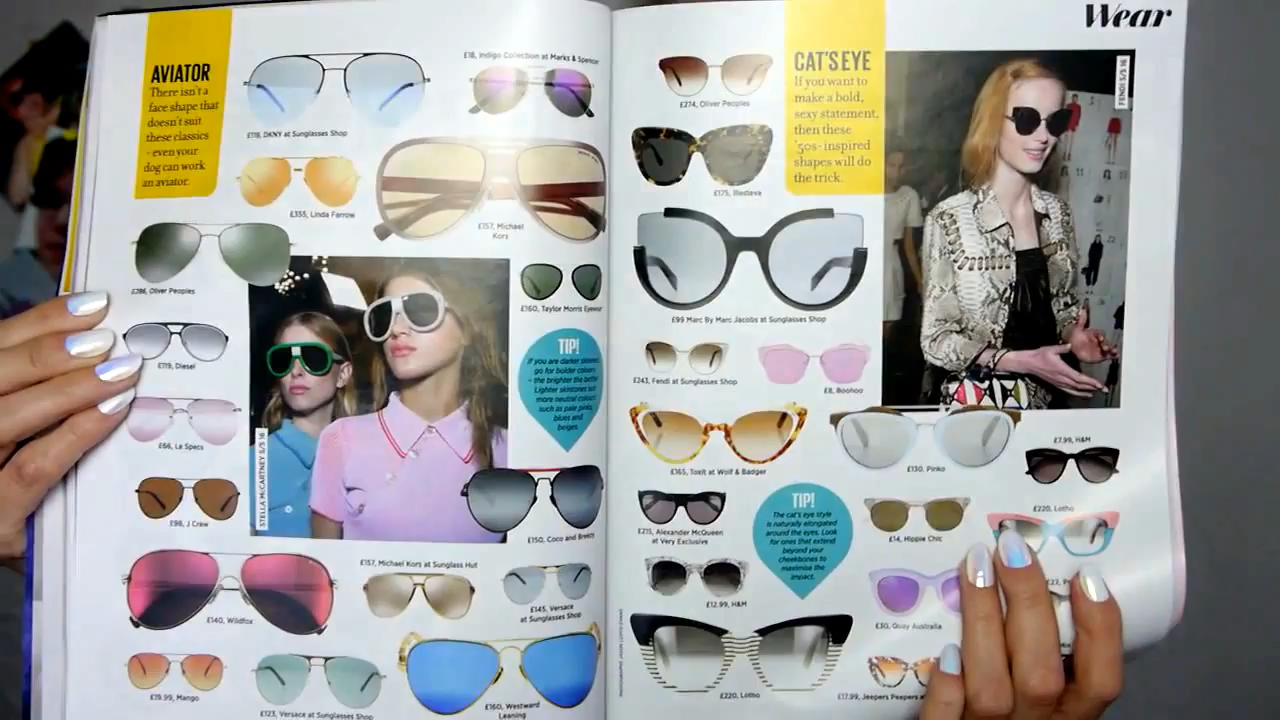 AVIATOR
There isn't a
face shape that
doesn't suit
these classics
- even your
dog can work
an aviator.
£118, DKNY at Sunglasses Shop
£18, Indigo Collection at Marks & Spencer
£355, Linda Farrow
£157, Michael
Kors
£286, Oliver Peoples
£160, Taylor Morris Eyewear
£119, Diesel
TIP!
If you are darker skinned,
go for bolder colours
- the brighter the better.
Lighter skintones suit
more neutral colours
such as pale pinks,
blues and
beiges.
£66, Le Specs
STELLA McCARTNEY S/S 16
£98, J Crew
£150, Coco and Breezy
£140, Wildfox
£157, Michael Kors at Sunglass Hut
£145, Versace
at Sunglasses Shop
£19.99, Mango
£123, Versace at Sunglasses Shop
£160, Westward
Leaning
Wear
£274, Oliver Peoples
CAT'S EYE
If you want to
make a bold,
sexy statement,
then these
'50s-inspired
shapes will do
the trick.
FENDI S/S 16
£175, Illesteva
£99 Marc By Marc Jacobs at Sunglasses Shop
£243, Fendi at Sunglasses Shop
£8, Boohoo
£165, Toxit at Wolf & Badger
£130, Pinko
£7.99, H&M
£215, Alexander McQueen
at Very Exclusive
TIP!
The cat's eye style
is naturally elongated
around the eyes. Look
for ones that extend
beyond your
cheekbones to
maximise the
impact.
£14, Hippie Chic
£220, Lotho
£12.99, H&M
£30, Quay Australia
£220, Lotho
£17.99, Jeepers Peepers